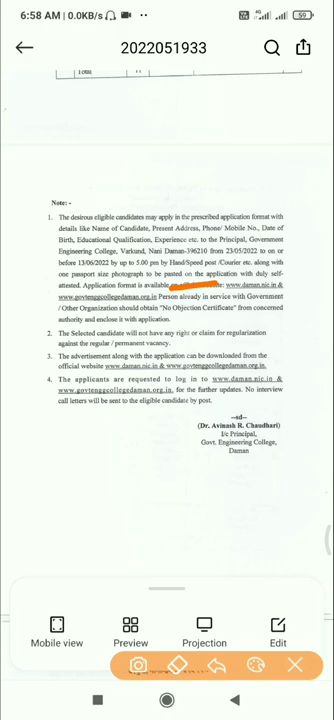 6:58 AM | 0.0KB/s
4G
59
2022051933
Total
11
Note: -
1. The desirous eligible candidates may apply in the prescribed application format with
details like Name of Candidate, Present Address, Phone/ Mobile No., Date of
Birth, Educational Qualification, Experience etc. to the Principal, Government
Engineering College, Varkund, Nani Daman-396210 from 23/05/2022 to on or
before 13/06/2022 by up to 5.00 pm by Hand/Speed post /Courier etc. along with
one passport size photograph to be pasted on the application with duly self-
attested. Application format is available www.daman.nic.in &
www.govtenggcollegedaman.org.in Person already in service with Government
/ Other Organization should obtain "No Objection Certificate" from concerned
authority and enclose it with application.
2. The Selected candidate will not have any right or claim for regularization
against the regular / permanent vacancy.
3. The advertisement along with the application can be downloaded from the
official website www.daman.nic.in & www.govtenggcollegedaman.org.in.
4. The applicants are requested to log in to www.daman.nic.in &
www.govtenggcollegedaman.org.in. for the further updates. No interview
call letters will be sent to the eligible candidate by post.
--sd--
(Dr. Avinash R. Chaudhari)
I/c Principal,
Govt. Engineering College,
Daman
Mobile view
Preview
Projection
Edit